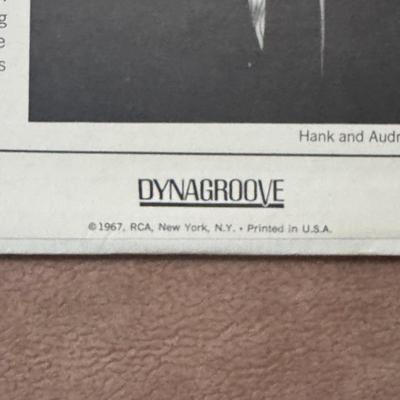 g
e
s
Hank and Audr
DYNAGROOVE
©1967, RCA, New York, N.Y. • Printed in U.S.A.